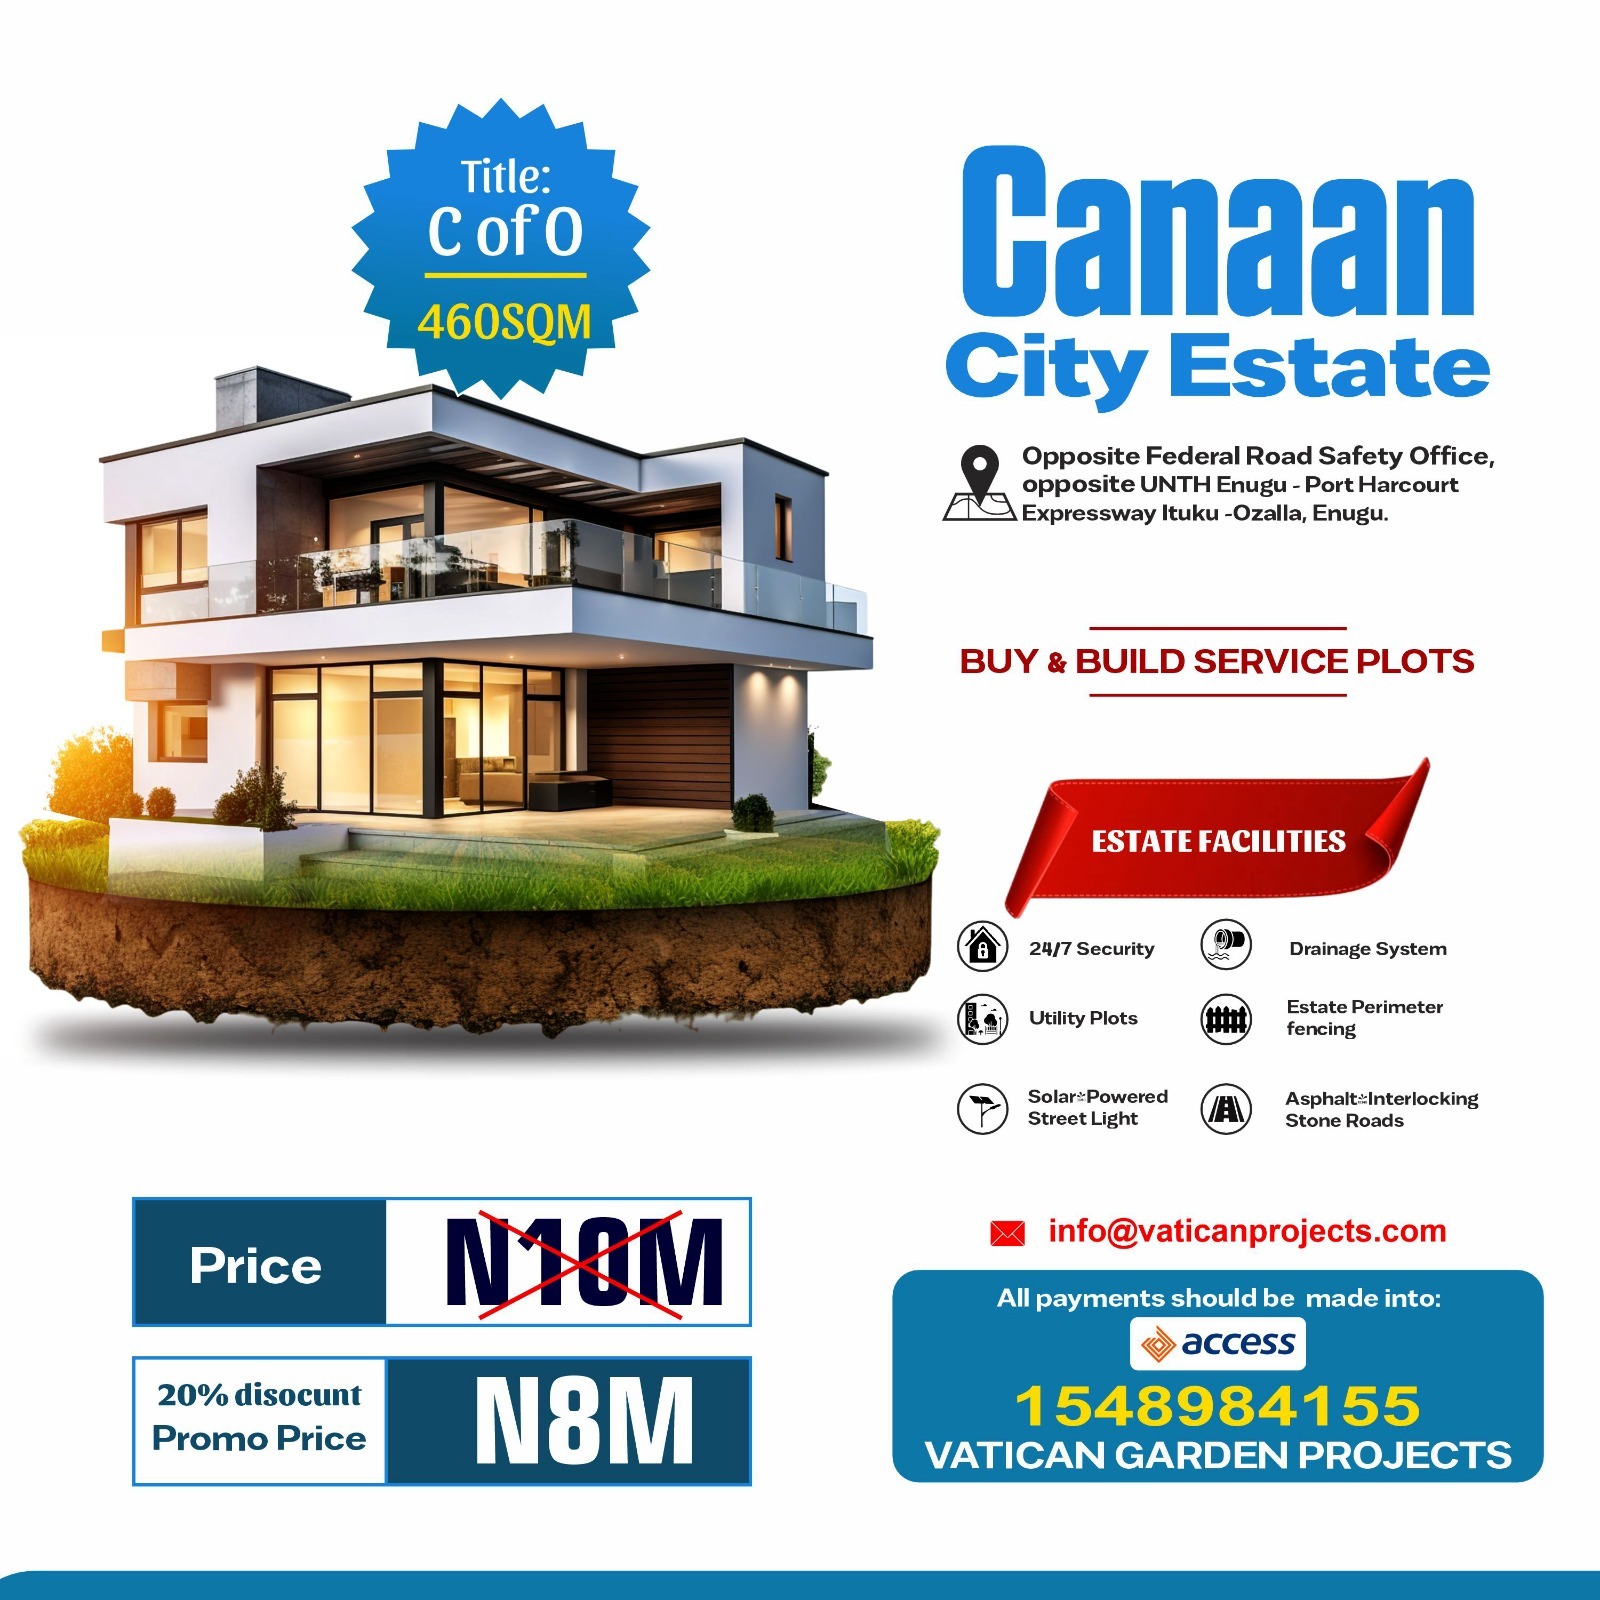 Title:
C of O
460SQM
Canaan
City Estate
Opposite Federal Road Safety Office,
opposite UNTH Enugu - Port Harcourt
Expressway Ituku -Ozalla, Enugu.
BUY & BUILD SERVICE PLOTS
ESTATE FACILITIES
24/7 Security
Drainage System
Utility Plots
Estate Perimeter
fencing
Solar-Powered
Street Light
Asphalt-Interlocking
Stone Roads
Price
N10M
20% disocunt
Promo Price
N8M
info@vaticanprojects.com
All payments should be made into:
access
1548984155
VATICAN GARDEN PROJECTS